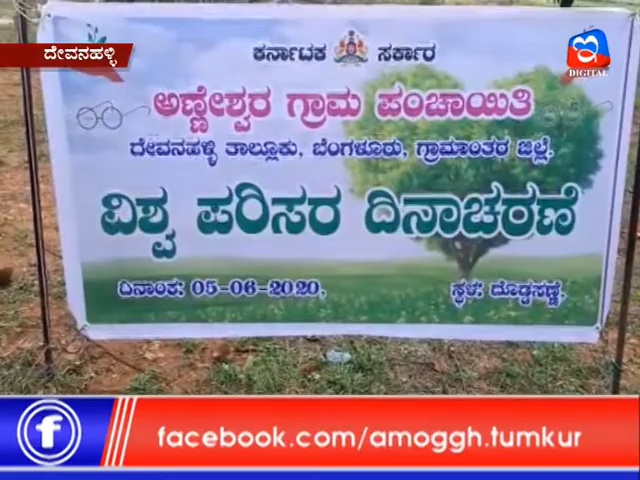 ದೇವನಹಳ್ಳಿ
DIGITAL
ಕರ್ನಾಟಕ ಸರ್ಕಾರ
ಅಣ್ಣೇಶ್ವರ ಗ್ರಾಮ ಪಂಚಾಯಿತಿ
ದೇವನಹಳ್ಳಿ ತಾಲ್ಲೂಕು, ಬೆಂಗಳೂರು, ಗ್ರಾಮಾಂತರ ಜಿಲ್ಲೆ.
ವಿಶ್ವ ಪರಿಸರ ದಿನಾಚರಣೆ
ದಿನಾಂಕ: 05-06-2020, ಸ್ಥಳ: ದೊಡ್ಡಸಣ್ಣೆ,
facebook.com/amoggh.tumkur